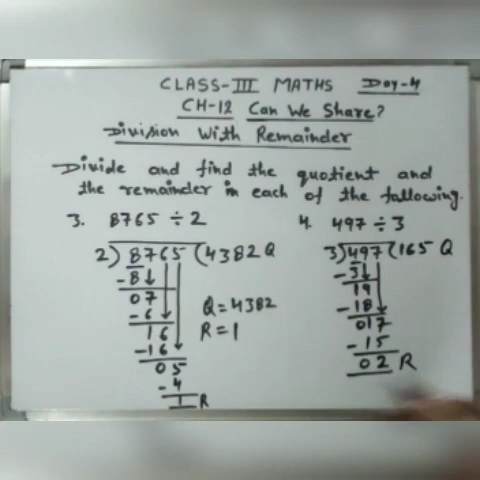 CLASS-III MATHS Day-4
CH-12 Can We Share?
Division With Remainder
Divide and find the quotient and
the remainder in each of the fallowing.
3. 8765 ÷ 2
2) 8765 (4382 Q
-8
07
-6
16
-16
05
-4
1 R
Q = 4382
R = 1
4. 497 ÷ 3
3) 497 (165 Q
-3
19
-18
017
-15
02 R